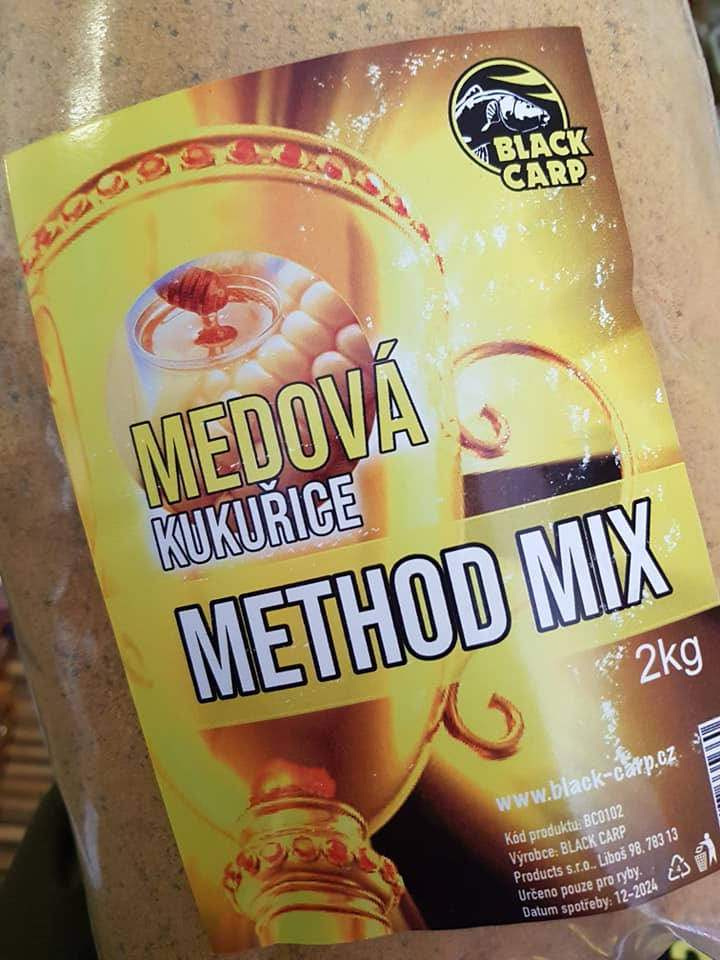 BLACK
CARP
MEDOVÁ
KUKUŘICE
METHOD MIX
2kg
www.black-carp.cz
Kód produktu: BC0102
Výrobce: BLACK CARP
Products s.r.o., Liboš 98, 783 13
Určeno pouze pro ryby.
Datum spotřeby: 12-2024